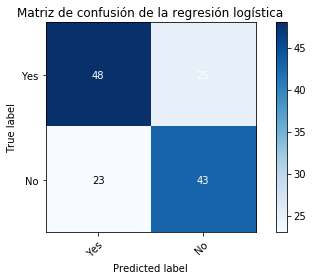 Matriz de confusión de la regresión logística
True label
Yes
No
48
25
23
43
Yes
No
Predicted label
45
40
35
30
25